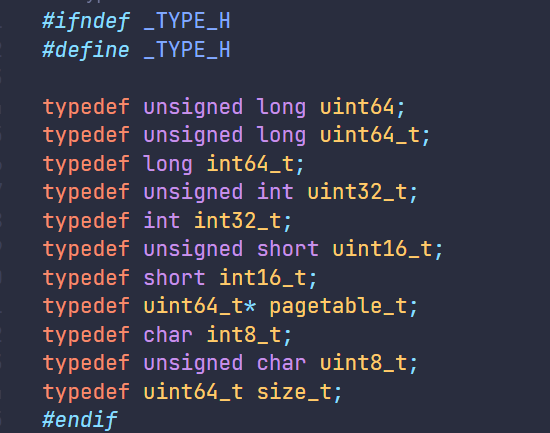 #ifndef _TYPE_H
#define _TYPE_H
typedef unsigned long uint64;
typedef unsigned long uint64_t;
typedef long int64_t;
typedef unsigned int uint32_t;
typedef int int32_t;
typedef unsigned short uint16_t;
typedef short int16_t;
typedef uint64_t* pagetable_t;
typedef char int8_t;
typedef unsigned char uint8_t;
typedef uint64_t size_t;
#endif